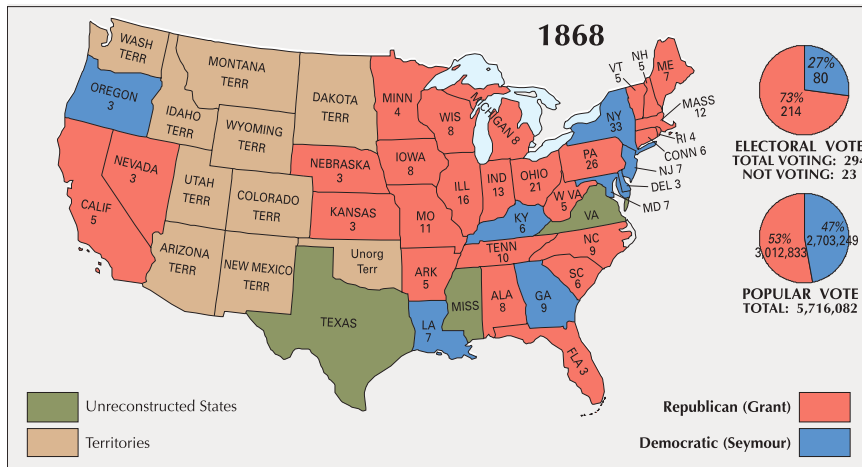 1868
WASH
TERR
OREGON
3
CALIF
5
NEVADA
3
IDAHO
TERR
MONTANA
TERR
WYOMING
TERR
UTAH
TERR
COLORADO
TERR
ARIZONA
TERR
NEW MEXICO
TERR
DAKOTA
TERR
NEBRASKA
3
KANSAS
3
Unorg
Terr
TEXAS
MINN
4
IOWA
8
MO
11
ARK
5
LA
7
WIS
8
ILL
16
MICHIGAN 8
IND
13
OHIO
21
KY
6
TENN
10
MISS
ALA
8
GA
9
FLA 3
SC
6
NC
9
VA
W VA
5
PA
26
NY
33
VT
5
NH
5
ME
7
MASS
12
RI 4
CONN 6
NJ 7
DEL 3
MD 7
27%
80
73%
214
ELECTORAL VOTE
TOTAL VOTING: 294
NOT VOTING: 23
53%
3,012,833
47%
2,703,249
POPULAR VOTE
TOTAL: 5,716,082
Unreconstructed States
Territories
Republican (Grant)
Democratic (Seymour)